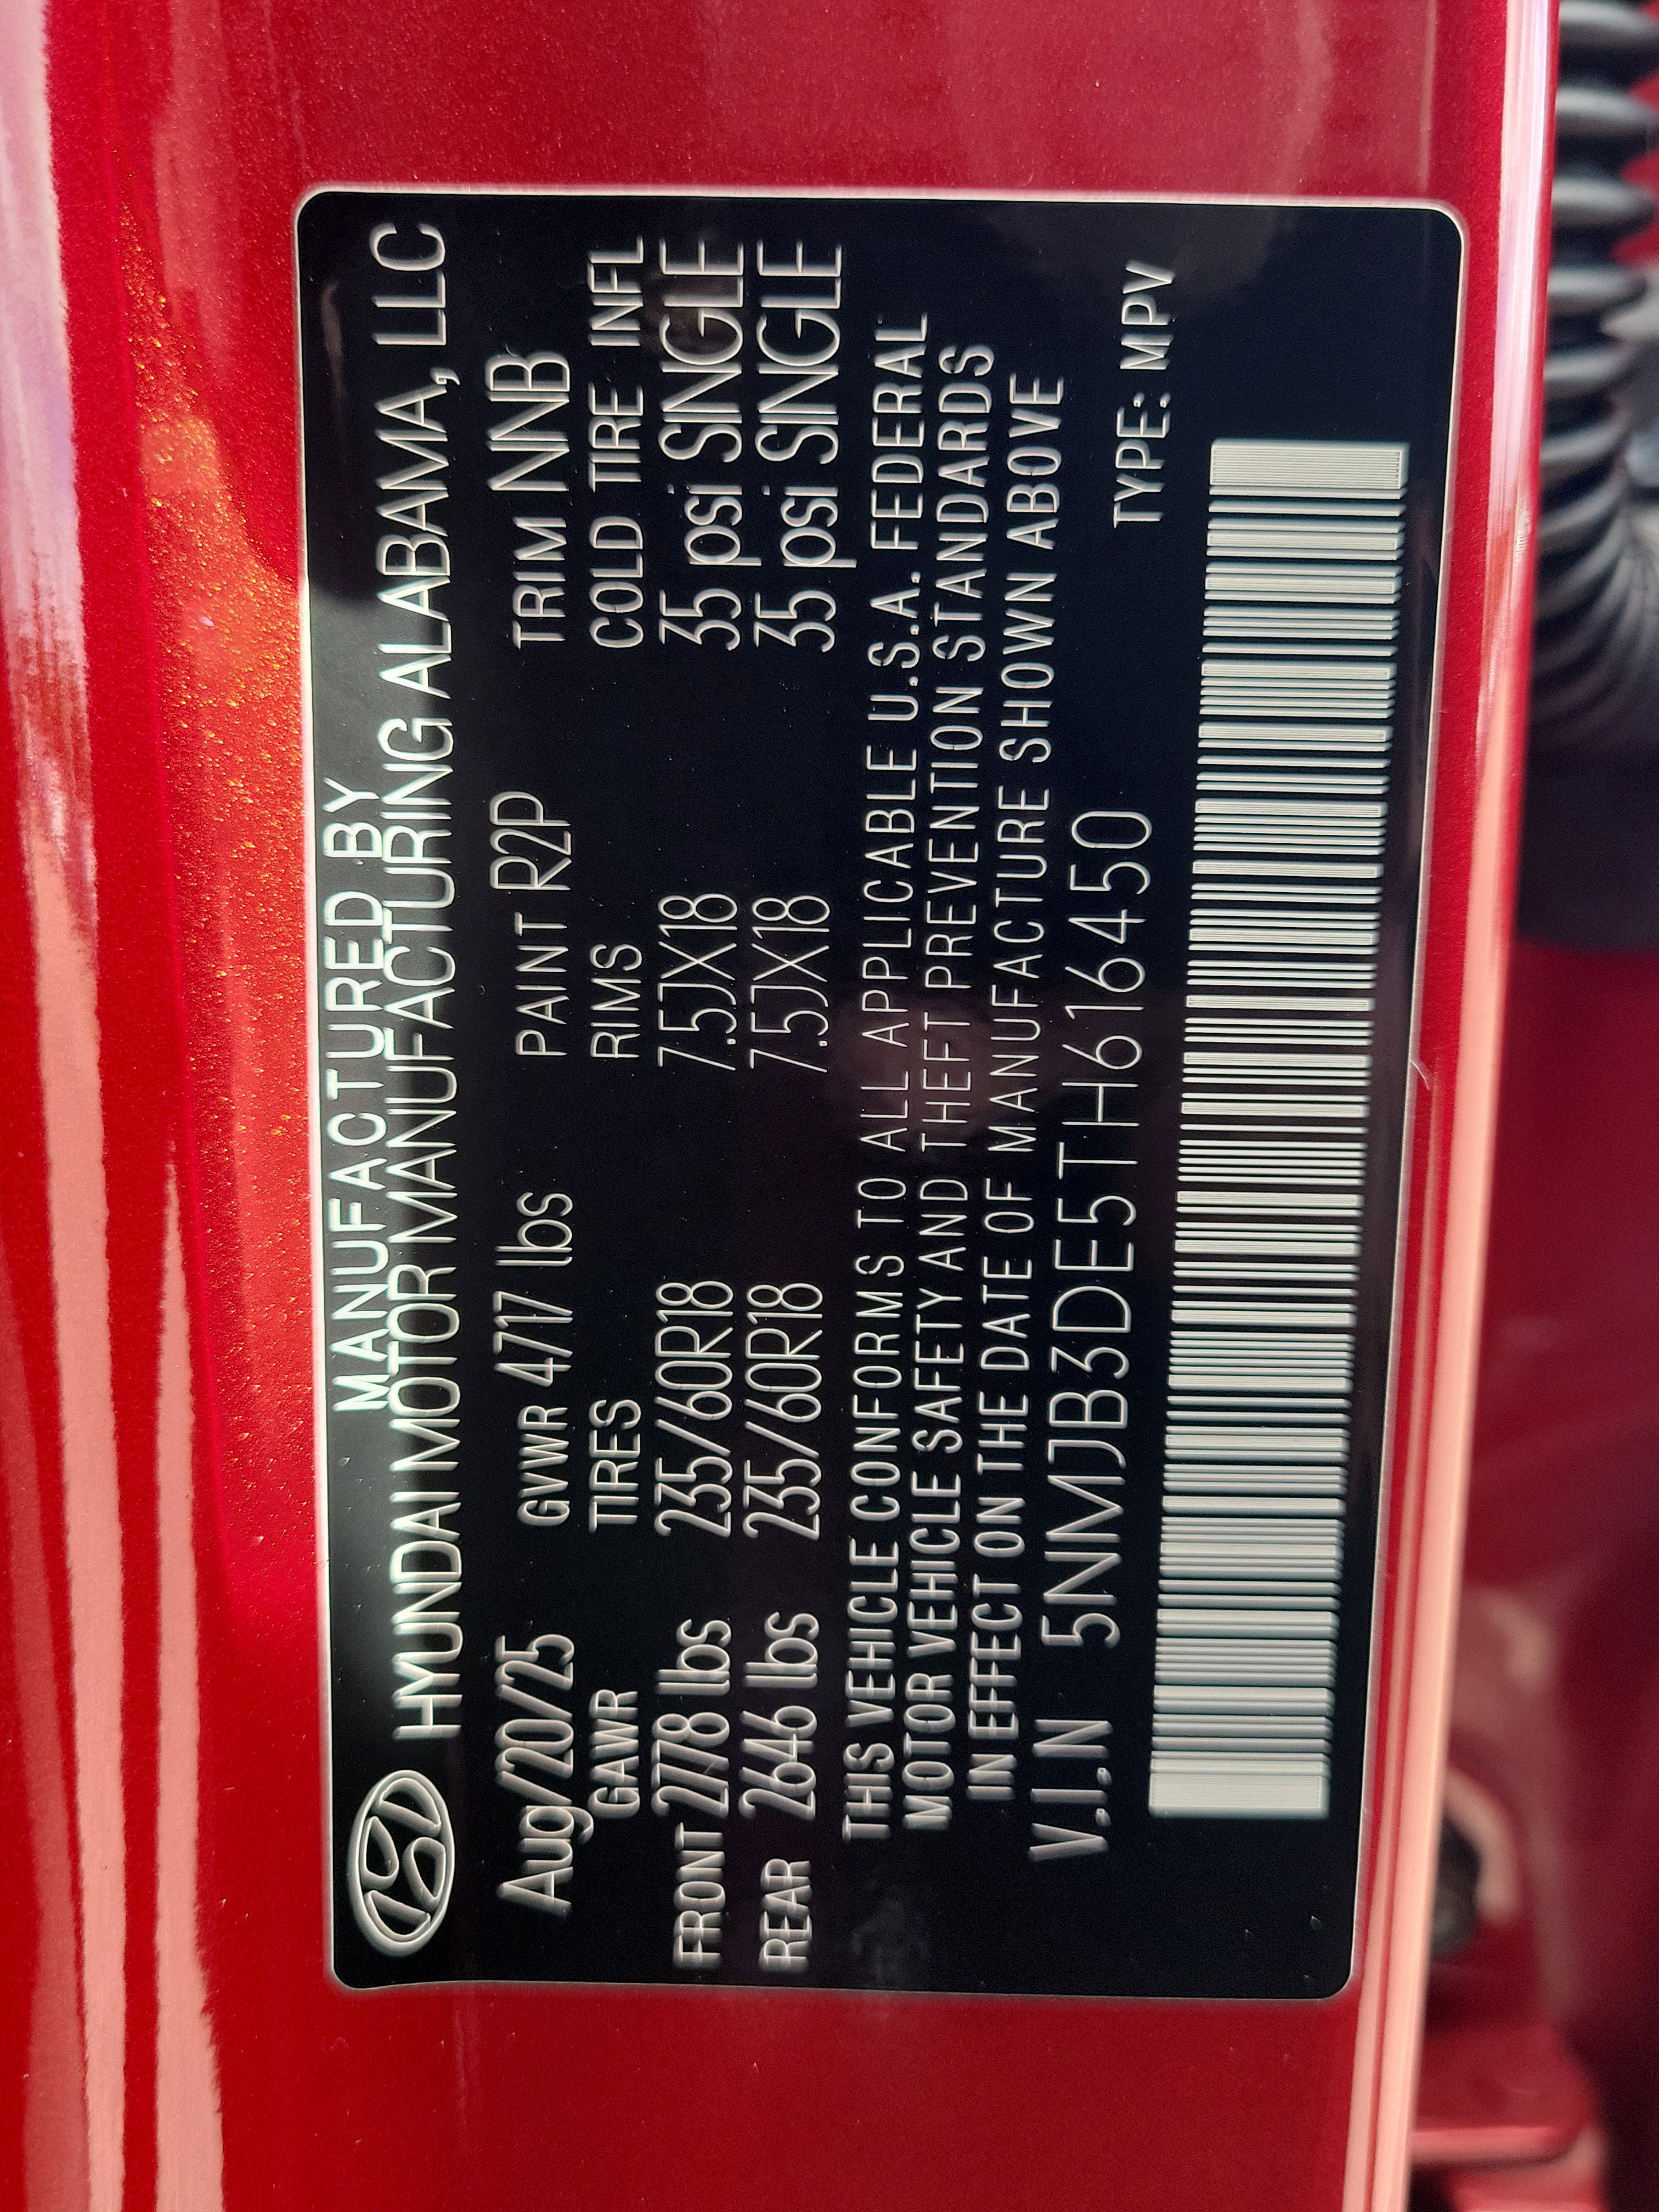 MANUFACTURED BY
HYUNDAI MOTOR MANUFACTURING ALABAMA, LLC
Aug/20/25 GVWR 4717 lbs PAINT R2P TRIM NNB
GAWR TIRES RIMS COLD TIRE INFL
FRONT 2778 lbs 235/60R18 7.5JX18 35 psi SINGLE
REAR 2646 lbs 235/60R18 7.5JX18 35 psi SINGLE
THIS VEHICLE CONFORMS TO ALL APPLICABLE U.S.A. FEDERAL
MOTOR VEHICLE SAFETY AND THEFT PREVENTION STANDARDS
IN EFFECT ON THE DATE OF MANUFACTURE SHOWN ABOVE
V.I.N 5NMJB3DE5TH616450 TYPE: MPV